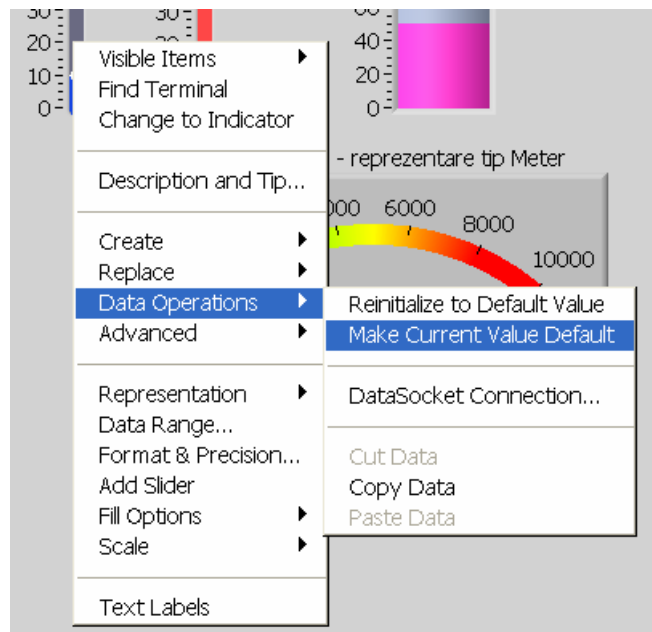 30
30
20
40
10
20
0
0
Visible Items
Find Terminal
Change to Indicator
Description and Tip...
- reprezentare tip Meter
6000
8000
10000
Create
Replace
Data Operations
Advanced
Reinitialize to Default Value
Make Current Value Default
DataSocket Connection...
Cut Data
Copy Data
Paste Data
Representation
Data Range...
Format & Precision...
Add Slider
Fill Options
Scale
Text Labels